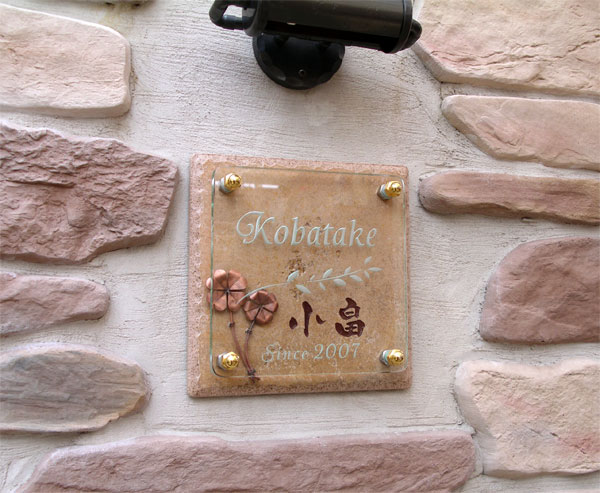 Kobatake
小畠
Since 2007